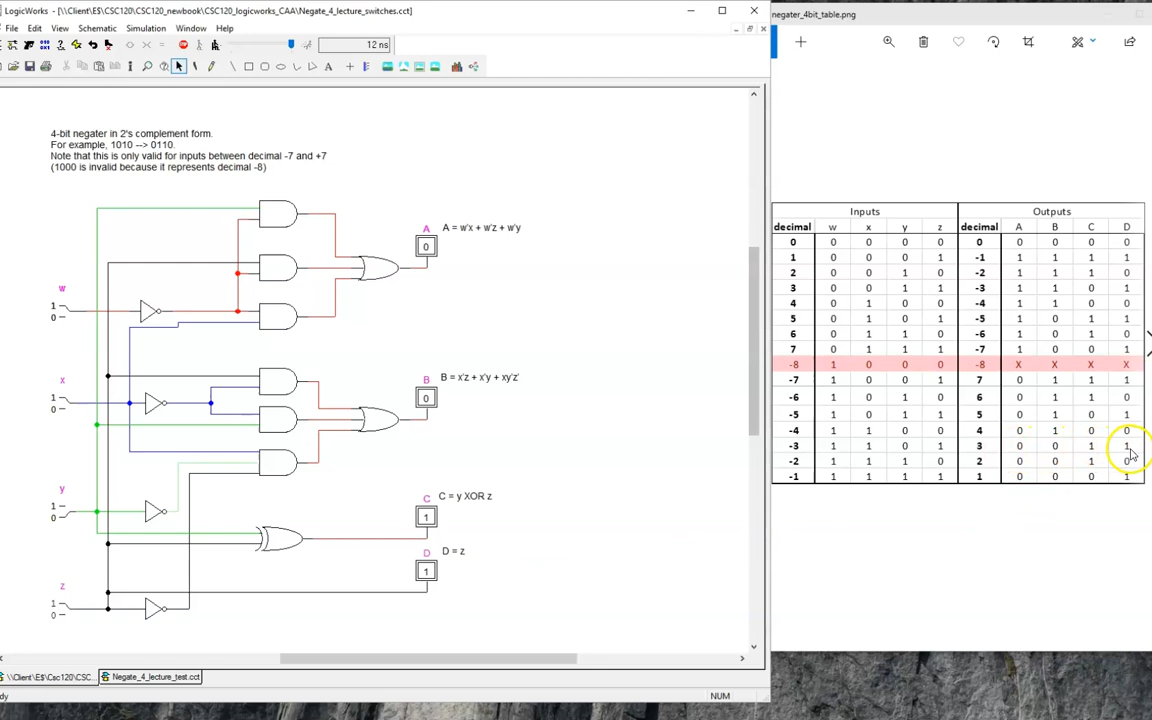 LogicWorks - [\\Client\E$\CSC120_newbook\CSC120_logicworks_CAA\Negate_4_lecture_switches.cct]
File Edit View Schematic Simulation Window Help
12 ns
4-bit negater in 2's complement form.
For example, 1010 --> 0110.
Note that this is only valid for inputs between decimal -7 and +7
(1000 is invalid because it represents decimal -8)
A A = w'x + w'z + w'y
0
w
1
0
B B = x'z + x'y + xy'z'
0
x
1
0
y
1
0
C C = y XOR z
1
D D = z
1
z
1
0
\\Client\E$\Csc120\CSC... Negate_4_lecture_test.cct
NUM
negater_4bit_table.png
Inputs Outputs
decimal w x y z decimal A B C D
0 0 0 0 0 0 0 0 0 0
1 0 0 0 1 -1 1 1 1 1
2 0 0 1 0 -2 1 1 1 0
3 0 0 1 1 -3 1 1 0 1
4 0 1 0 0 -4 1 1 0 0
5 0 1 0 1 -5 1 0 1 1
6 0 1 1 0 -6 1 0 1 0
7 0 1 1 1 -7 1 0 0 1
-8 1 0 0 0 -8 X X X X
-7 1 0 0 1 7 0 1 1 1
-6 1 0 1 0 6 0 1 1 0
-5 1 0 1 1 5 0 1 0 1
-4 1 1 0 0 4 0 1 0 0
-3 1 1 0 1 3 0 0 1 1
-2 1 1 1 0 2 0 0 1 0
-1 1 1 1 1 1 0 0 0 1